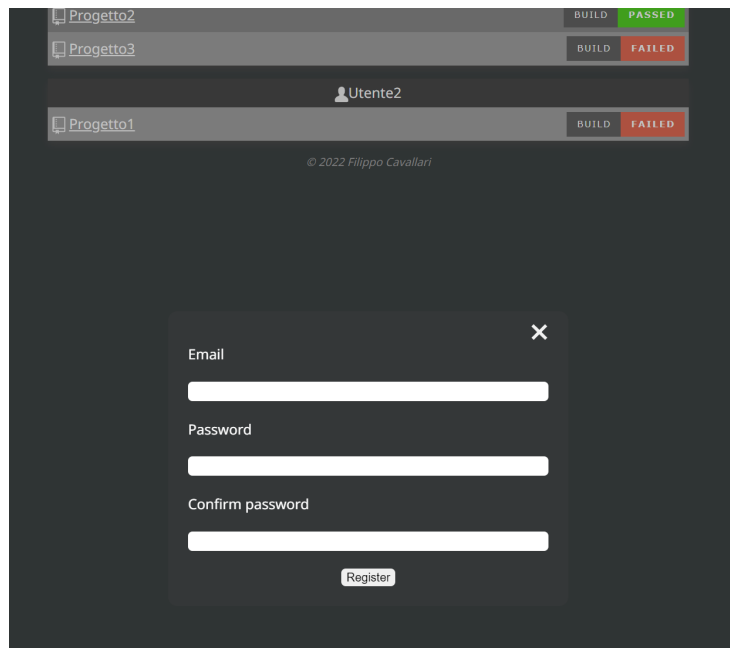 Progetto2 BUILD PASSED
Progetto3 BUILD FAILED
Utente2
Progetto1 BUILD FAILED
© 2022 Filippo Cavallari
Email
Password
Confirm password
Register